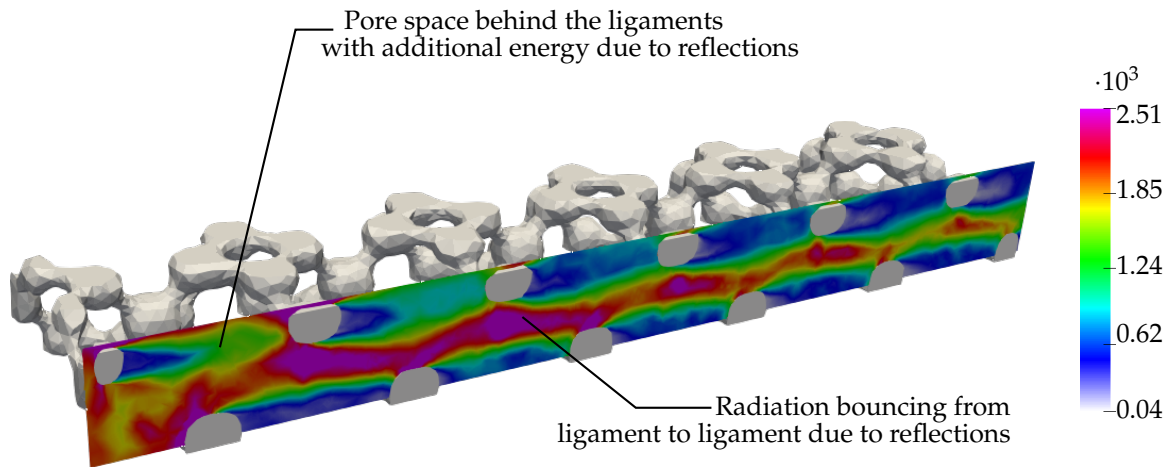 Pore space behind the ligaments
with additional energy due to reflections
·10³
2.51
1.85
1.24
0.62
0.04
Radiation bouncing from
ligament to ligament due to reflections